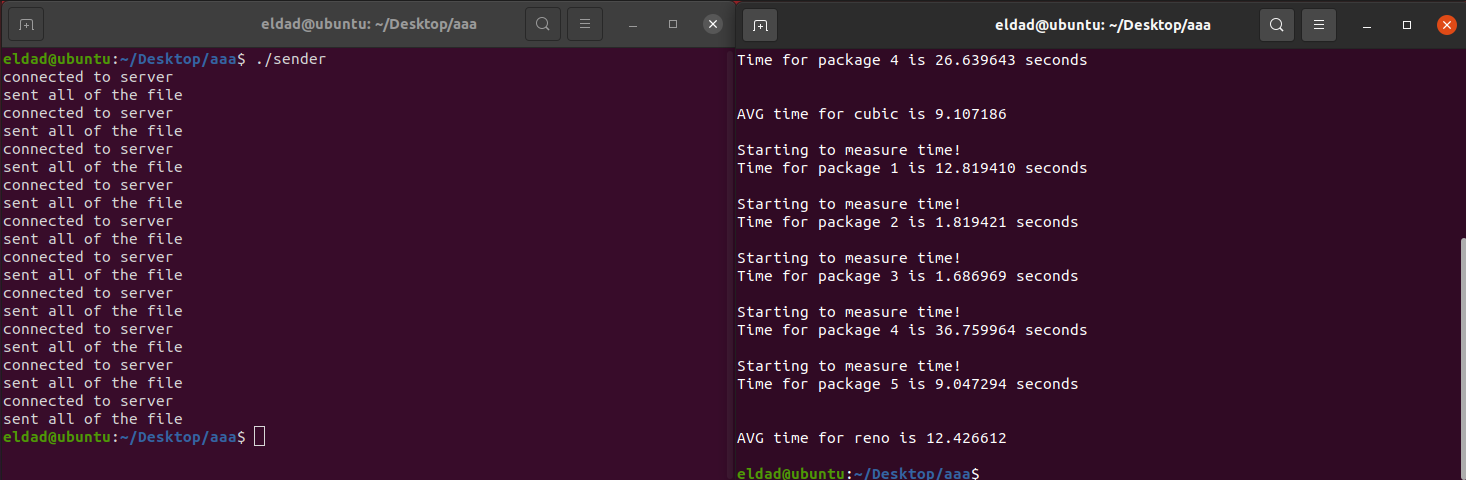 eldad@ubuntu: ~/Desktop/aaa
eldad@ubuntu:~/Desktop/aaa$ ./sender
connected to server
sent all of the file
connected to server
sent all of the file
connected to server
sent all of the file
connected to server
sent all of the file
connected to server
sent all of the file
connected to server
sent all of the file
connected to server
sent all of the file
connected to server
sent all of the file
connected to server
sent all of the file
connected to server
sent all of the file
eldad@ubuntu:~/Desktop/aaa$
eldad@ubuntu: ~/Desktop/aaa
Time for package 4 is 26.639643 seconds
AVG time for cubic is 9.107186
Starting to measure time!
Time for package 1 is 12.819410 seconds
Starting to measure time!
Time for package 2 is 1.819421 seconds
Starting to measure time!
Time for package 3 is 1.686969 seconds
Starting to measure time!
Time for package 4 is 36.759964 seconds
Starting to measure time!
Time for package 5 is 9.047294 seconds
AVG time for reno is 12.426612
eldad@ubuntu:~/Desktop/aaa$